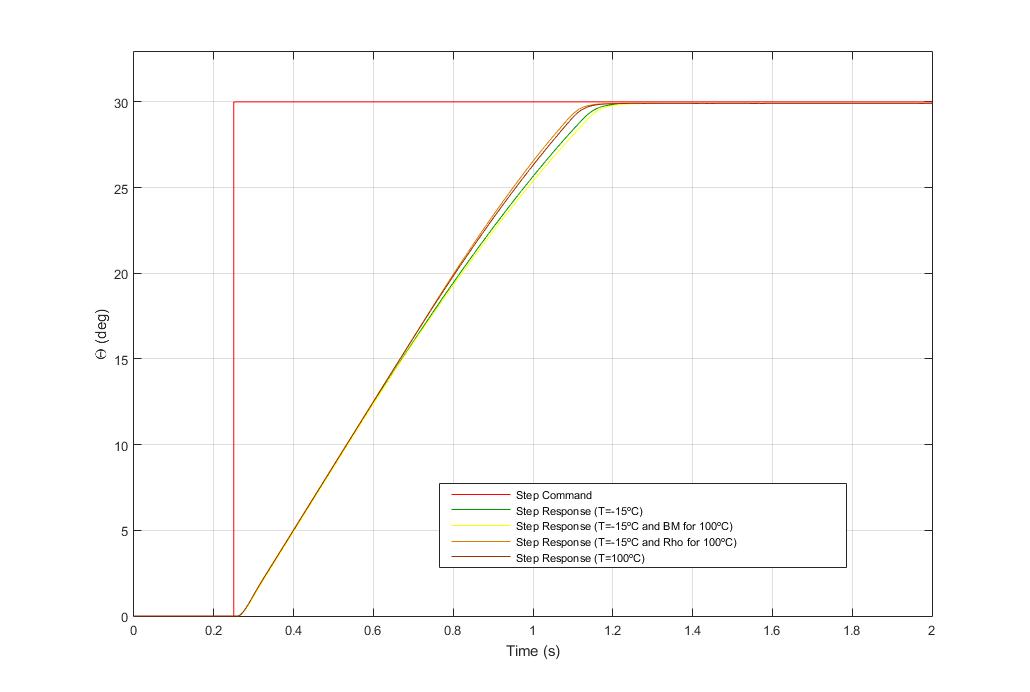 30
25
20
15
10
5
0
Θ (deg)
0 0.2 0.4 0.6 0.8 1 1.2 1.4 1.6 1.8 2
Time (s)
Step Command
Step Response (T=-15ºC)
Step Response (T=-15ºC and BM for 100ºC)
Step Response (T=-15ºC and Rho for 100ºC)
Step Response (T=100ºC)